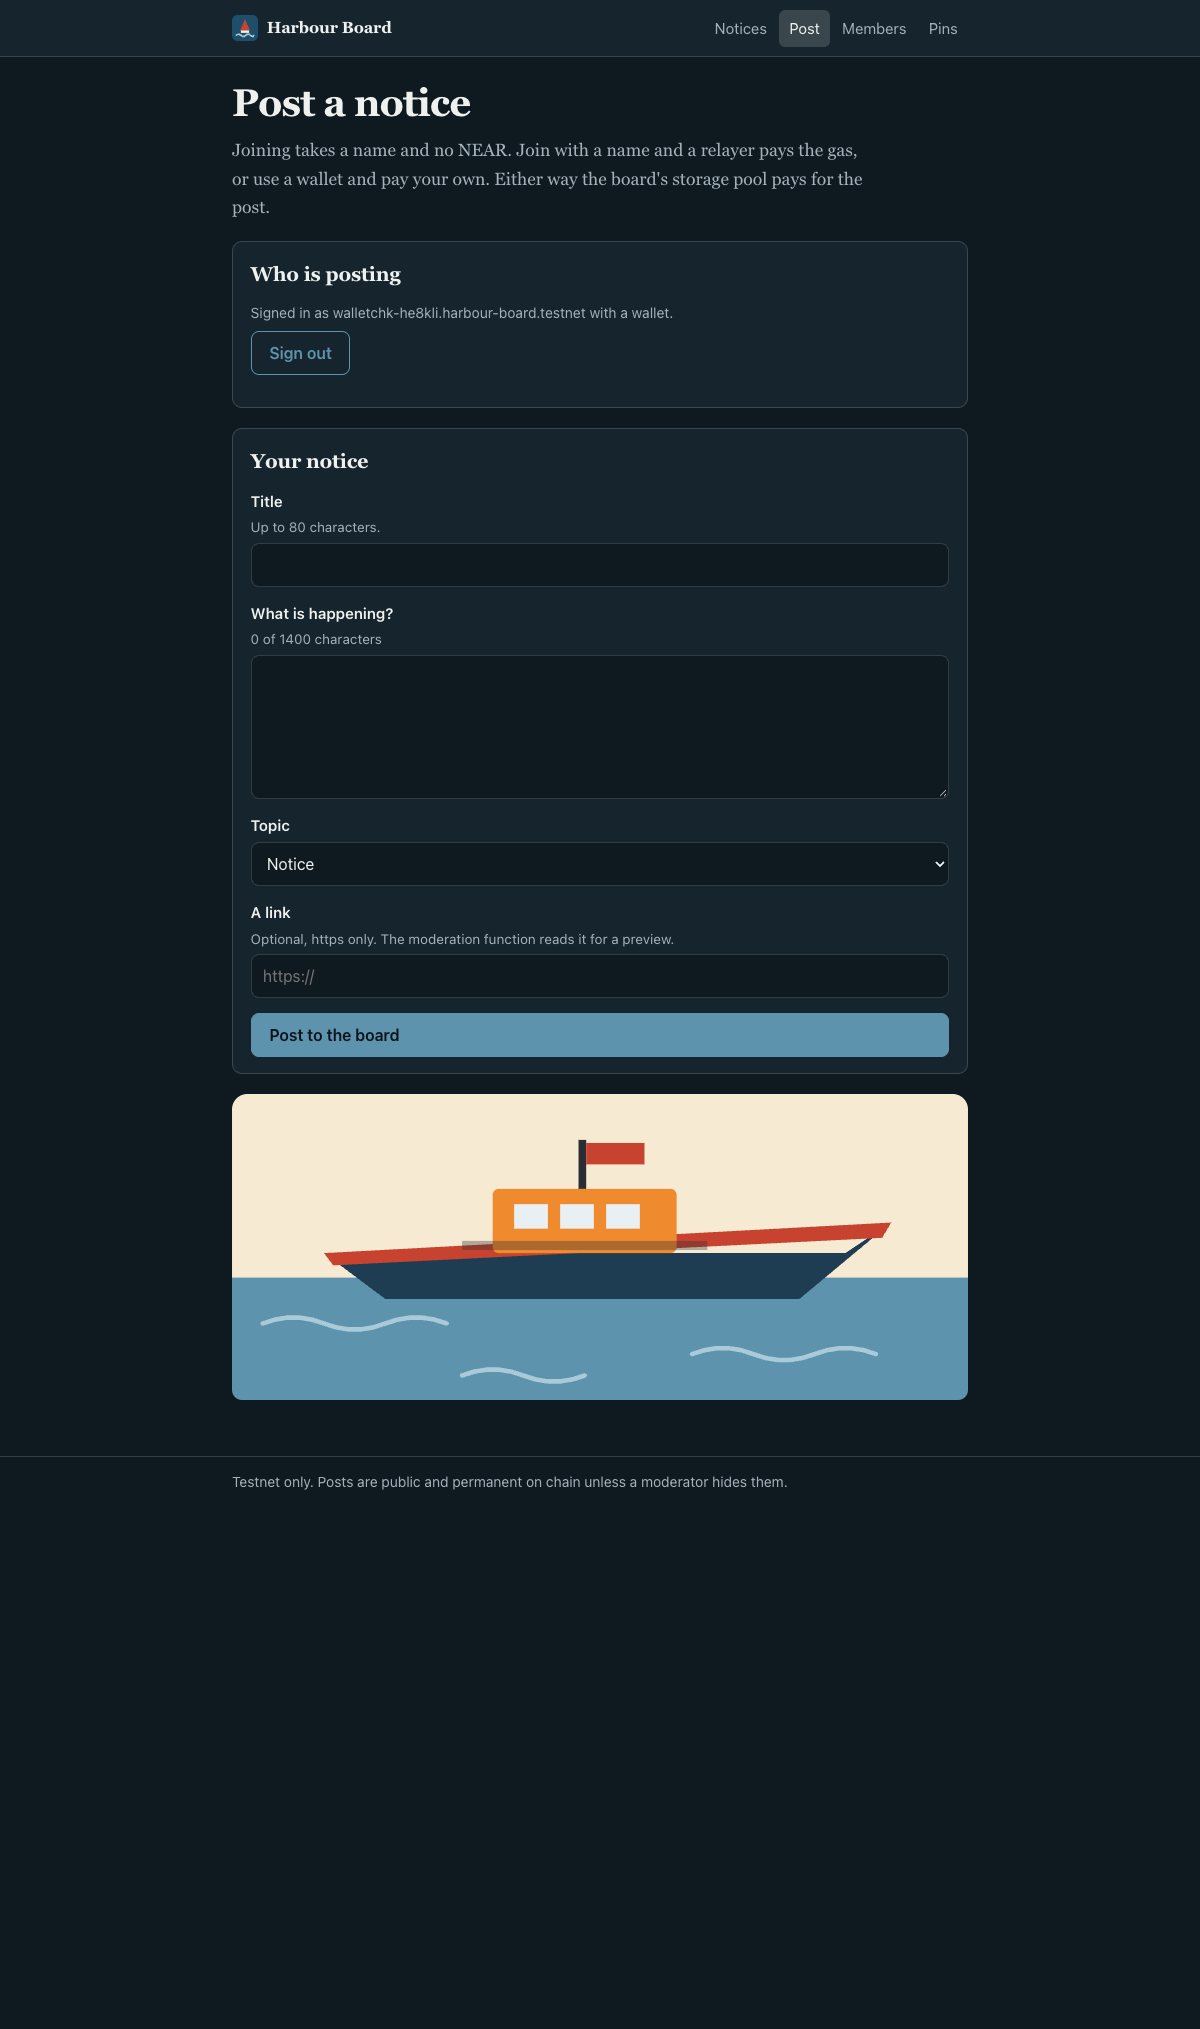 Harbour Board
Notices
Post
Members
Pins
Post a notice
Joining takes a name and no NEAR. Join with a name and a relayer pays the gas,
or use a wallet and pay your own. Either way the board's storage pool pays for the
post.
Who is posting
Signed in as walletchk-he8kli.harbour-board.testnet with a wallet.
Sign out
Your notice
Title
Up to 80 characters.
What is happening?
0 of 1400 characters
Topic
Notice
A link
Optional, https only. The moderation function reads it for a preview.
https://
Post to the board
Testnet only. Posts are public and permanent on chain unless a moderator hides them.